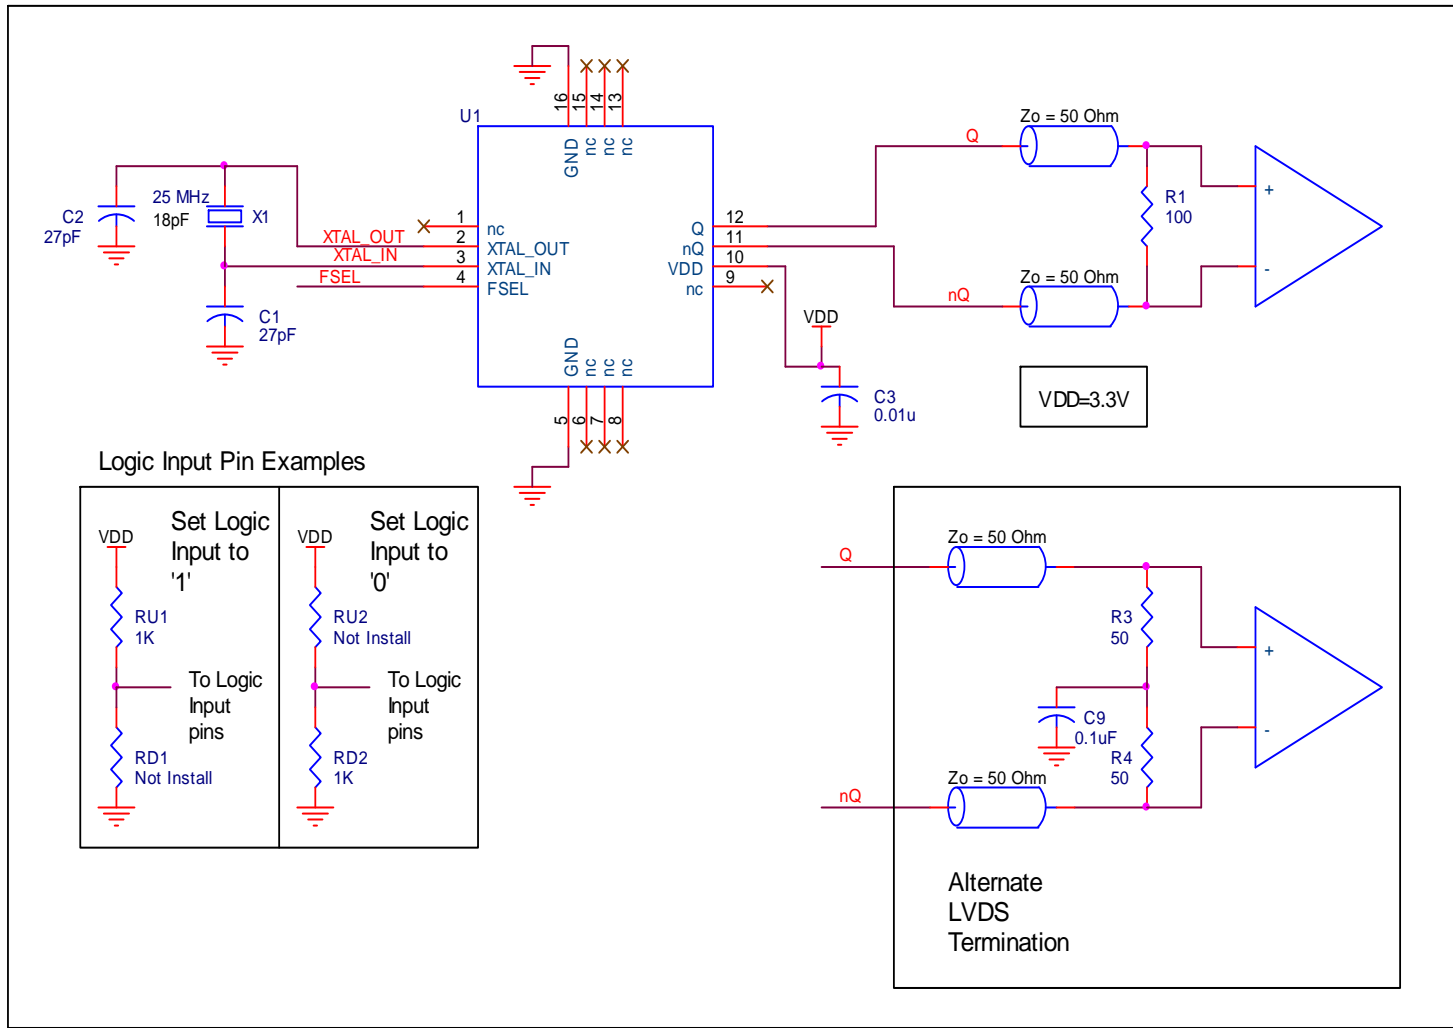 U1
16
15
14
13
GND
nc
nc
nc
C2
27pF
25 MHz
18pF
X1
C1
27pF
XTAL_OUT
XTAL_IN
FSEL
1
2
3
4
nc
XTAL_OUT
XTAL_IN
FSEL
12
11
10
9
Q
nQ
VDD
nc
GND
nc
nc
nc
5
6
7
8
Q
nQ
Zo = 50 Ohm
R1
100
Zo = 50 Ohm
+
-
VDD
C3
0.01u
VDD=3.3V
Logic Input Pin Examples
VDD
Set Logic
Input to
'1'
RU1
1K
To Logic
Input
pins
RD1
Not Install
VDD
Set Logic
Input to
'0'
RU2
Not Install
To Logic
Input
pins
RD2
1K
Q
Zo = 50 Ohm
R3
50
+
-
C9
0.1uF
R4
50
nQ
Zo = 50 Ohm
Alternate
LVDS
Termination